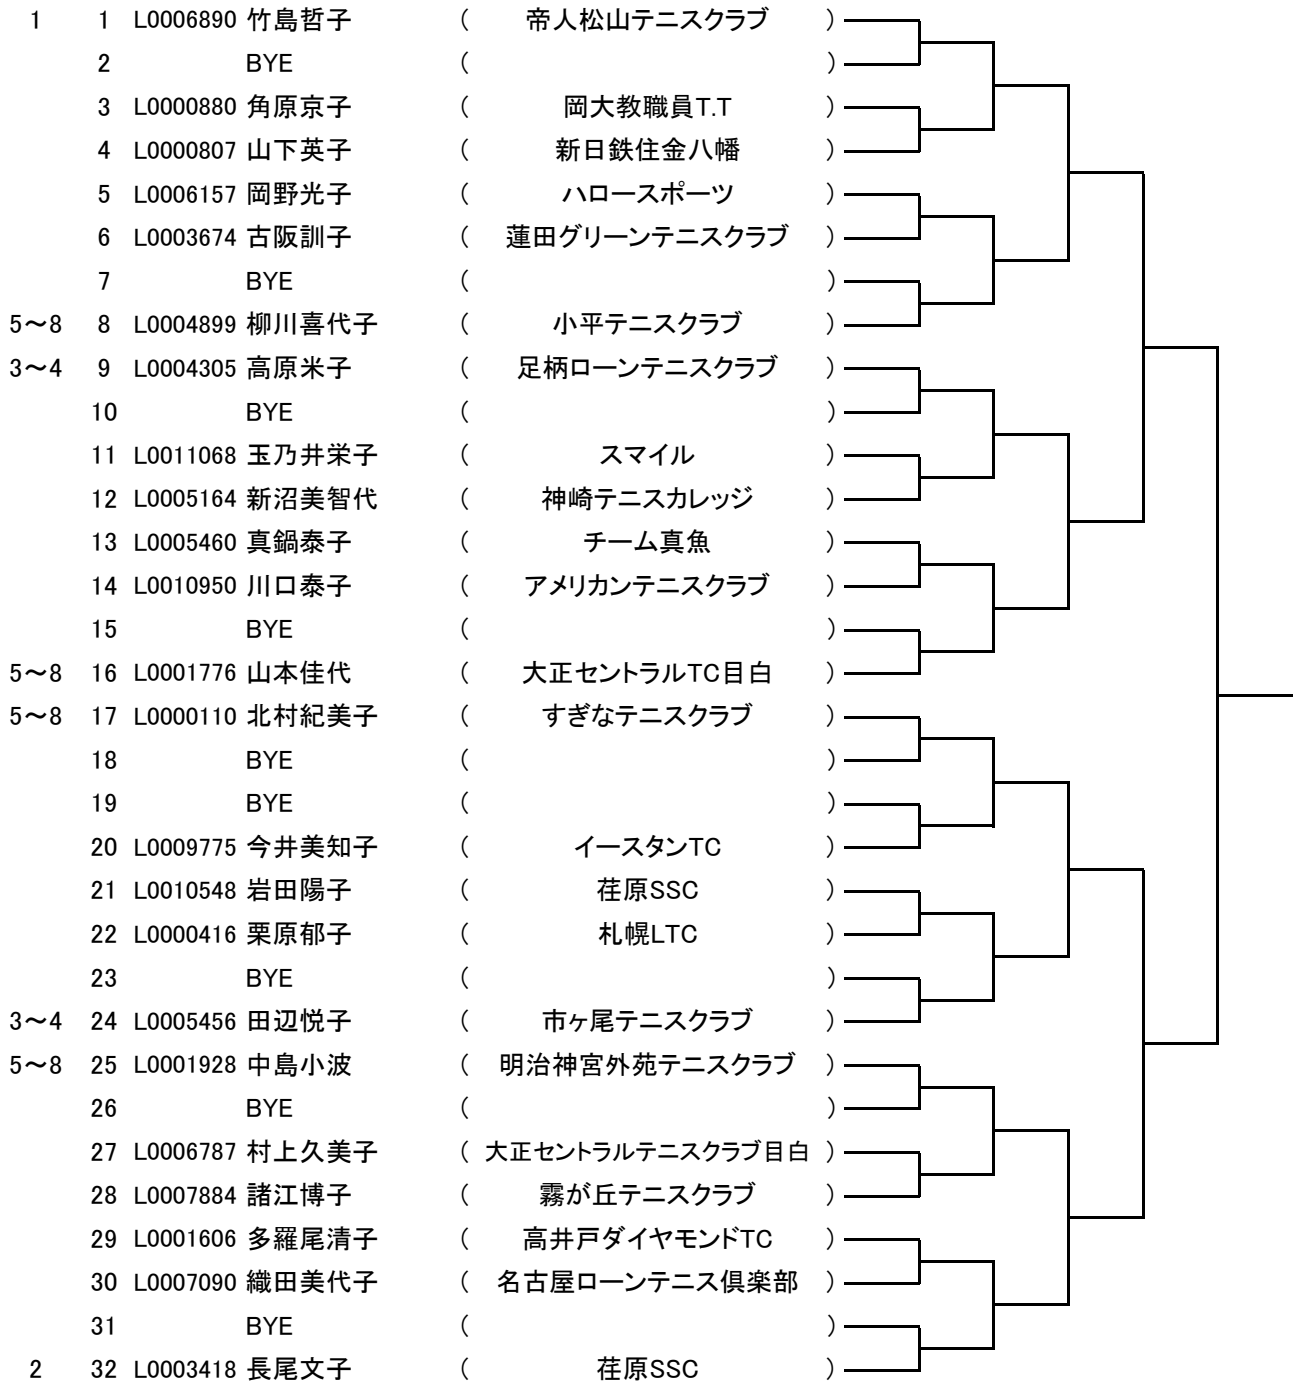 1 1 L0006890 竹島哲子 ( 帝人松山テニスクラブ )
2 BYE ( )
3 L0000880 角原京子 ( 岡大教職員T.T )
4 L0000807 山下英子 ( 新日鉄住金八幡 )
5 L0006157 岡野光子 ( ハロースポーツ )
6 L0003674 古阪訓子 ( 蓮田グリーンテニスクラブ )
7 BYE ( )
5～8 8 L0004899 柳川喜代子 ( 小平テニスクラブ )
3～4 9 L0004305 高原米子 ( 足柄ローンテニスクラブ )
10 BYE ( )
11 L0011068 玉乃井栄子 ( スマイル )
12 L0005164 新沼美智代 ( 神崎テニスカレッジ )
13 L0005460 真鍋泰子 ( チーム真魚 )
14 L0010950 川口泰子 ( アメリカンテニスクラブ )
15 BYE ( )
5～8 16 L0001776 山本佳代 ( 大正セントラルTC目白 )
5～8 17 L0000110 北村紀美子 ( すぎなテニスクラブ )
18 BYE ( )
19 BYE ( )
20 L0009775 今井美知子 ( イースタンTC )
21 L0010548 岩田陽子 ( 荏原SSC )
22 L0000416 栗原郁子 ( 札幌LTC )
23 BYE ( )
3～4 24 L0005456 田辺悦子 ( 市ヶ尾テニスクラブ )
5～8 25 L0001928 中島小波 ( 明治神宮外苑テニスクラブ )
26 BYE ( )
27 L0006787 村上久美子 ( 大正セントラルテニスクラブ目白 )
28 L0007884 諸江博子 ( 霧が丘テニスクラブ )
29 L0001606 多羅尾清子 ( 高井戸ダイヤモンドTC )
30 L0007090 織田美代子 ( 名古屋ローンテニス倶楽部 )
31 BYE ( )
2 32 L0003418 長尾文子 ( 荏原SSC )